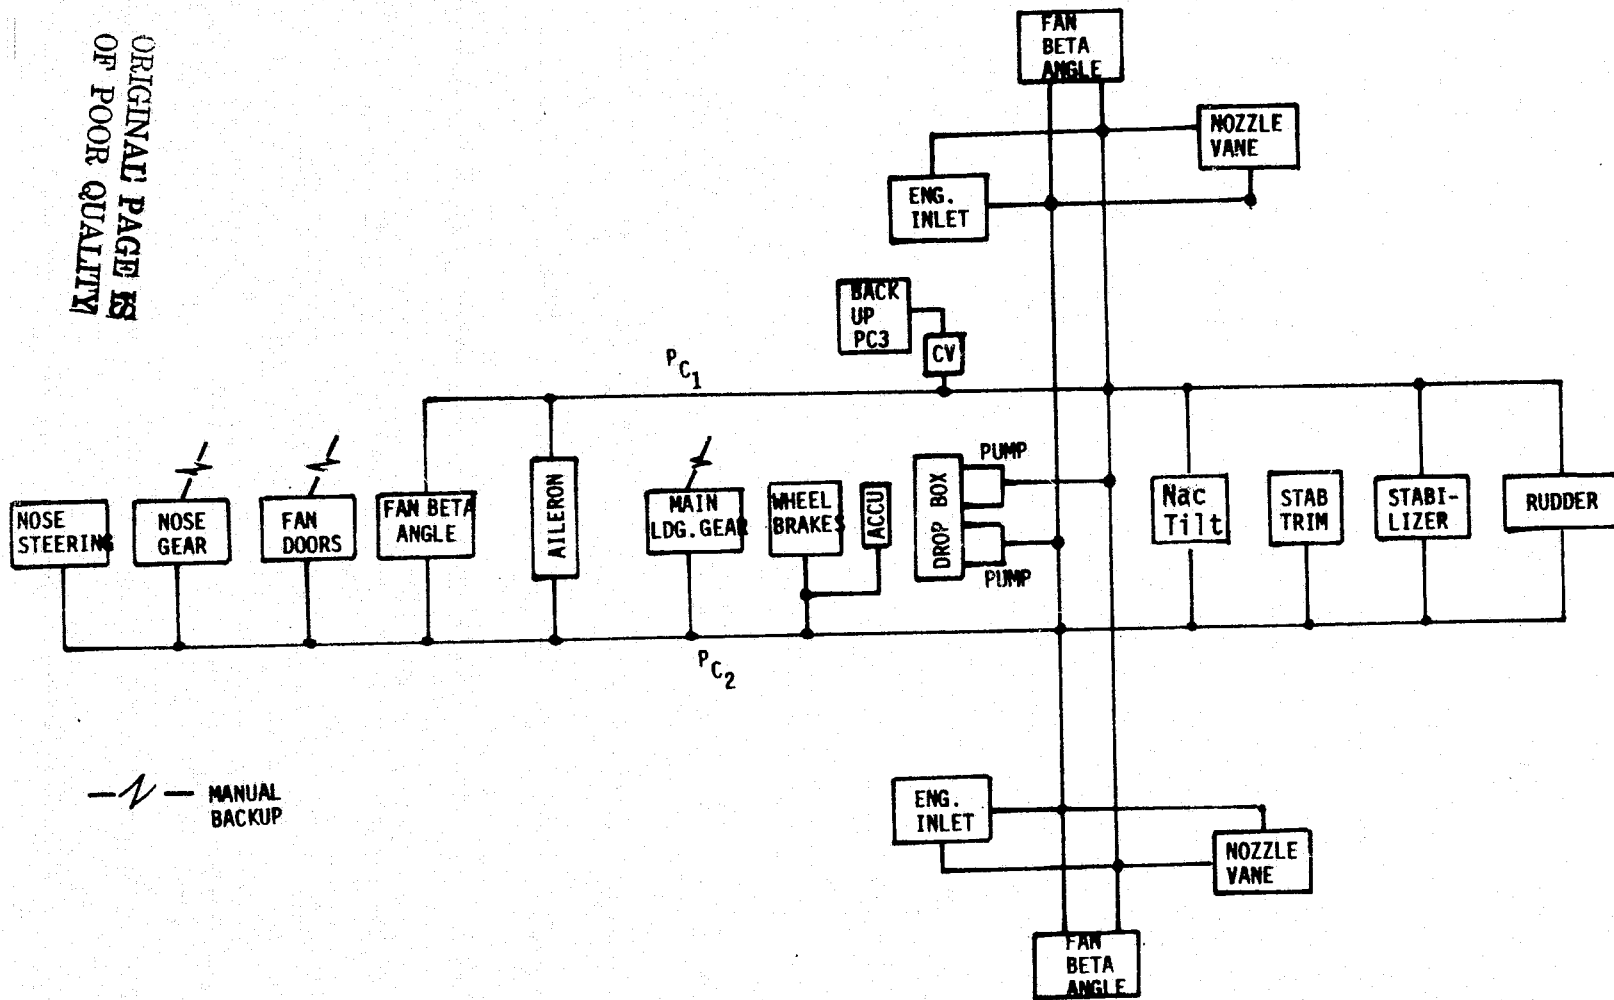 ORIGINAL PAGE IS
OF POOR QUALITY
FAN
BETA
ANGLE
NOZZLE
VANE
ENG.
INLET
BACK
UP
PC3
CV
PC1
PUMP
NOSE
STEERING
NOSE
GEAR
FAN
DOORS
FAN BETA
ANGLE
AILERON
MAIN
LDG. GEAR
WHEEL
BRAKES
ACCU
DROP BOX
Nac
Tilt
STAB
TRIM
STABI-
LIZER
RUDDER
PUMP
PC2
MANUAL
BACKUP
ENG.
INLET
NOZZLE
VANE
FAN
BETA
ANGLE